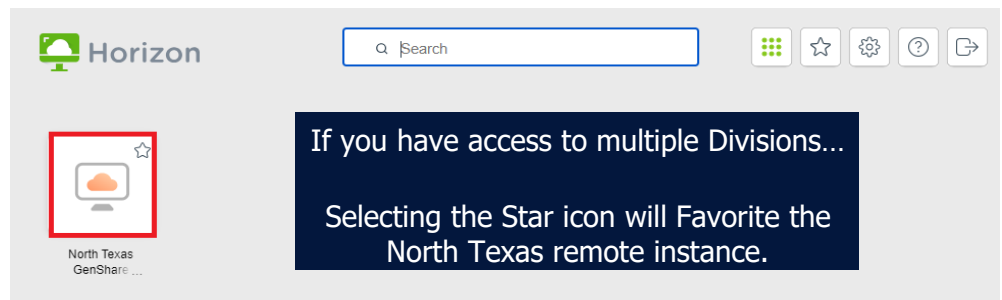 Horizon
Search
If you have access to multiple Divisions...
Selecting the Star icon will Favorite the
North Texas remote instance.
North Texas
GenShare ...